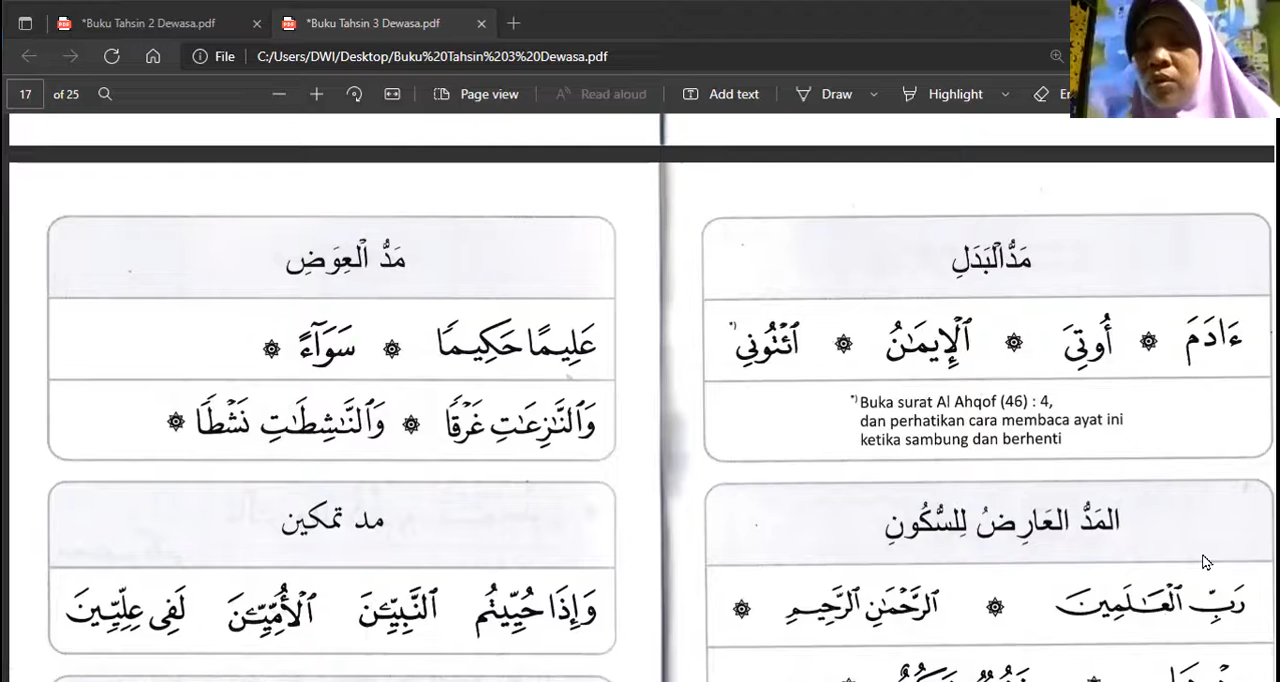 *Buku Tahsin 2 Dewasa.pdf
*Buku Tahsin 3 Dewasa.pdf
File C:/Users/DWI/Desktop/Buku%20Tahsin%203%20Dewasa.pdf
17 of 25 Page view Read aloud Add text Draw Highlight
مَدُّالْبَدَلِ
ءَادَمَ ۞ أُوتِىَ ۞ ٱلْإِيمَـٰنُ ۞ ٱئْتُونِى *)
*) Buka surat Al Ahqof (46) : 4,
dan perhatikan cara membaca ayat ini
ketika sambung dan berhenti
المَدُّ العَارِضُ لِلسُّكُونِ
رَبِّ ٱلْعَـٰلَمِينَ ۞ ٱلرَّحْمَـٰنِ ٱلرَّحِيمِ ۞
مَدُّ الْعِوَضِ
عَلِيمًا حَكِيمًا ۞ سَوَآءً ۞
وَٱلنَّـٰزِعَـٰتِ غَرْقًا ۞ وَٱلنَّـٰشِطَـٰتِ نَشْطًا ۞
مد تمكين
وَإِذَا حُيِّيتُم ٱلنَّبِيِّـۧنَ ٱلْأُمِّيِّـۧنَ لَفِى عِلِّيِّينَ